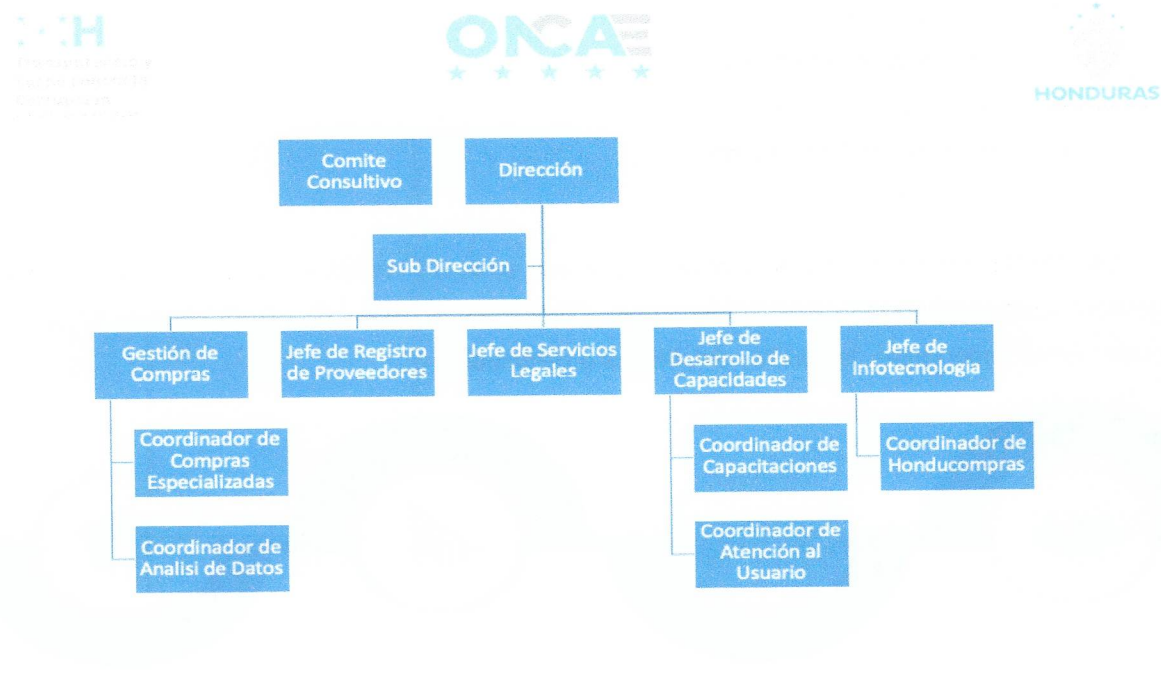 ONCAE
HONDURAS
Comite
Consultivo
Dirección
Sub Dirección
Gestión de
Compras
Jefe de Registro
de Proveedores
Jefe de Servicios
Legales
Jefe de
Desarrollo de
Capacidades
Jefe de
Infotecnologia
Coordinador de
Compras
Especializadas
Coordinador de
Analisi de Datos
Coordinador de
Capacitaciones
Coordinador de
Atención al
Usuario
Coordinador de
Honducompras